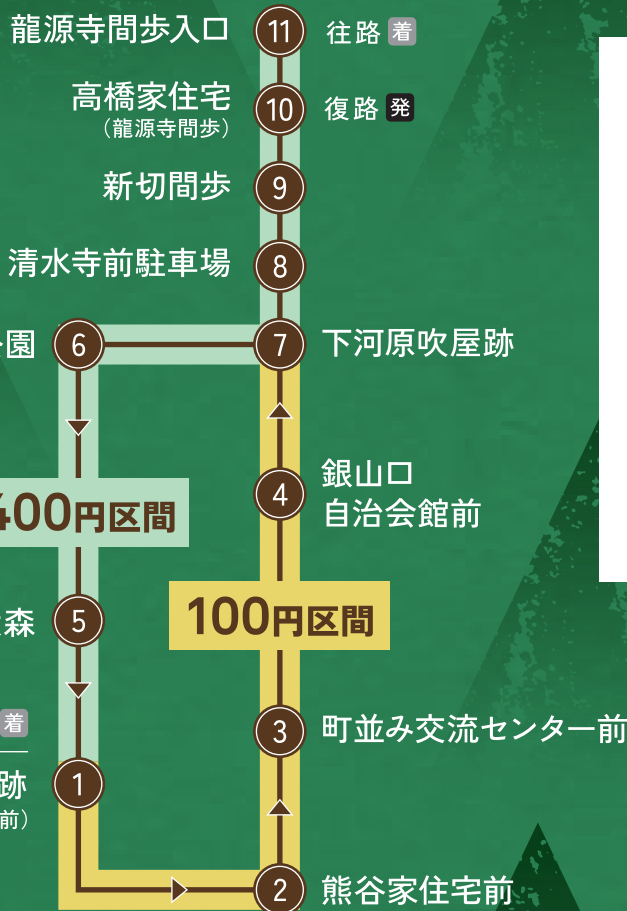 龍源寺間歩入口 11 往路 着
高橋家住宅 10 復路 発
（龍源寺間歩）
新切間歩 9
清水寺前駐車場 8
園 6 7 下河原吹屋跡
銀山口
4
自治会館前
400円区間
100円区間
森 5
着
3 町並み交流センター前
跡 1
前）
2 熊谷家住宅前